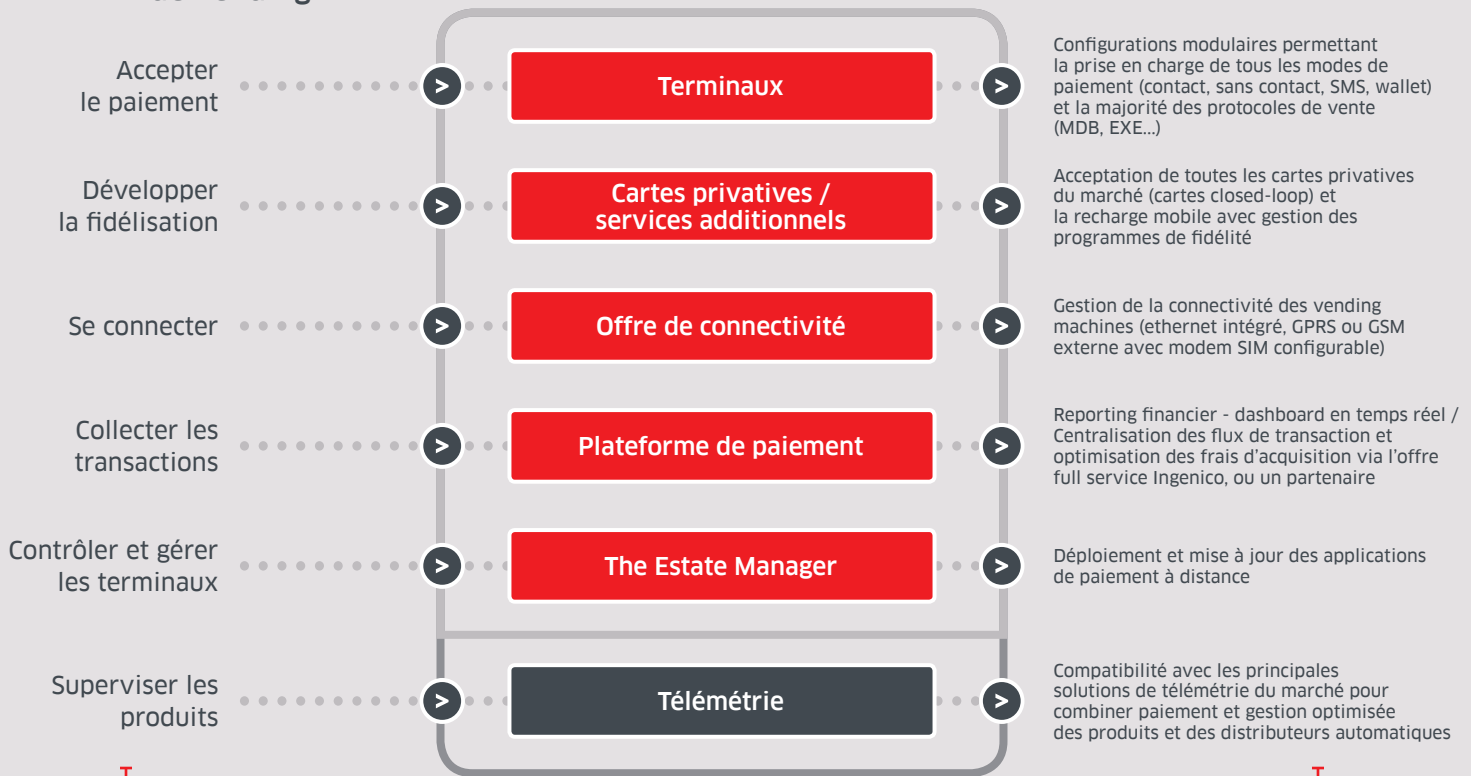 Accepter
le paiement
>
Terminaux
>
Configurations modulaires permettant
la prise en charge de tous les modes de
paiement (contact, sans contact, SMS, wallet)
et la majorité des protocoles de vente
(MDB, EXE...)
Développer
la fidélisation
>
Cartes privatives /
services additionnels
>
Acceptation de toutes les cartes privatives
du marché (cartes closed-loop) et
la recharge mobile avec gestion des
programmes de fidélité
Se connecter
>
Offre de connectivité
>
Gestion de la connectivité des vending
machines (ethernet intégré, GPRS ou GSM
externe avec modem SIM configurable)
Collecter les
transactions
>
Plateforme de paiement
>
Reporting financier - dashboard en temps réel /
Centralisation des flux de transaction et
optimisation des frais d'acquisition via l'offre
full service Ingenico, ou un partenaire
Contrôler et gérer
les terminaux
>
The Estate Manager
>
Déploiement et mise à jour des applications
de paiement à distance
Superviser les
produits
>
Télémétrie
>
Compatibilité avec les principales
solutions de télémétrie du marché pour
combiner paiement et gestion optimisée
des produits et des distributeurs automatiques